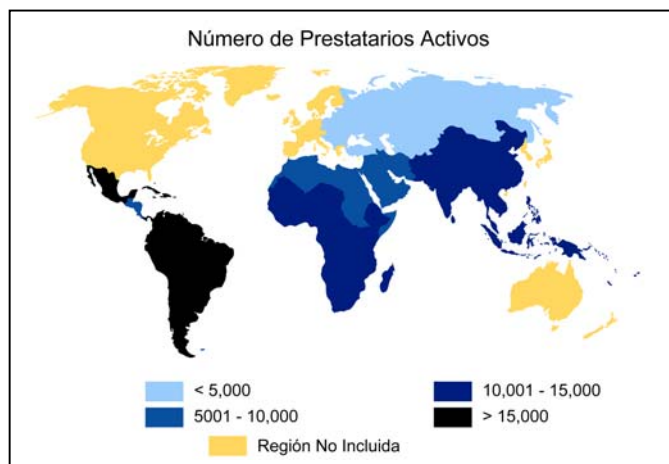 Número de Prestatarios Activos
< 5,000
10,001 - 15,000
5001 - 10,000
> 15,000
Región No Incluida